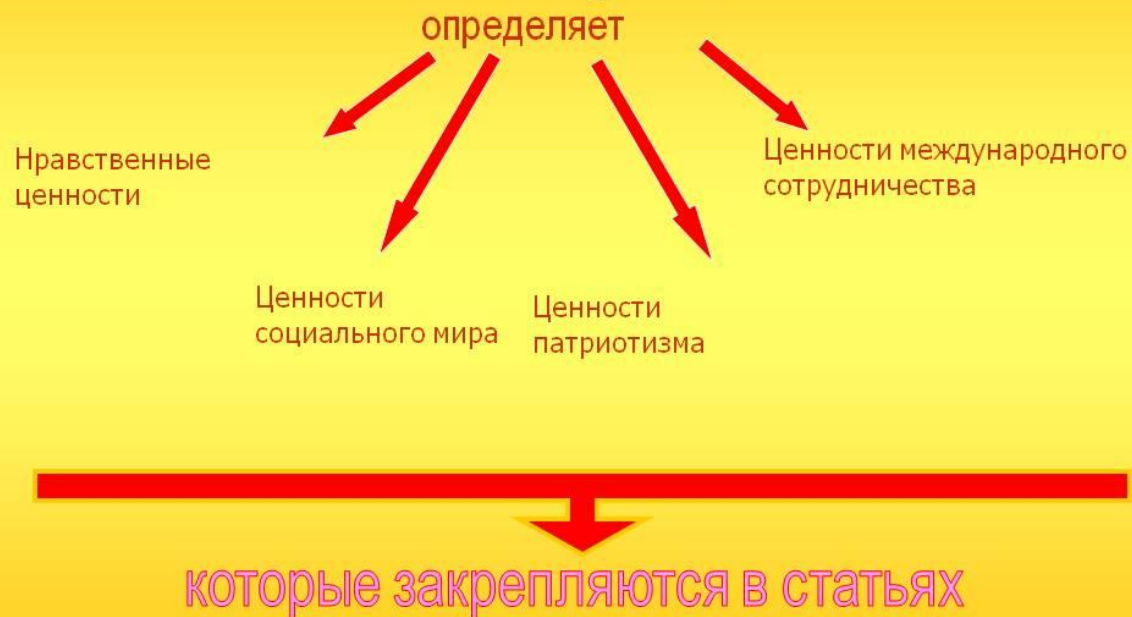 определяет
Нравственные
ценности
Ценности международного
сотрудничества
Ценности
социального мира
Ценности
патриотизма
которые закрепляются в статьях